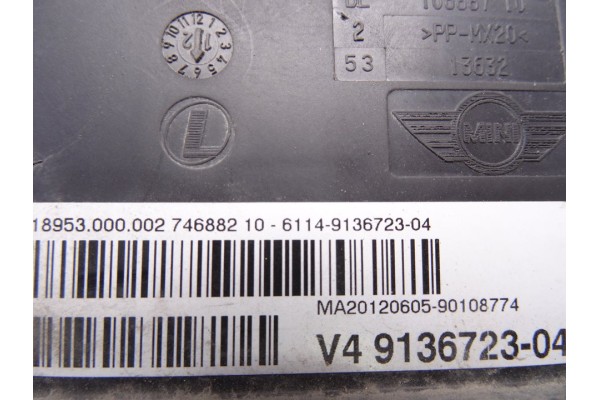 2
>PP-MX20<
53
13632
MINI
L
18953.000.002 746882 10 - 6114-9136723-04
MA20120605-90108774
V4 9136723-04